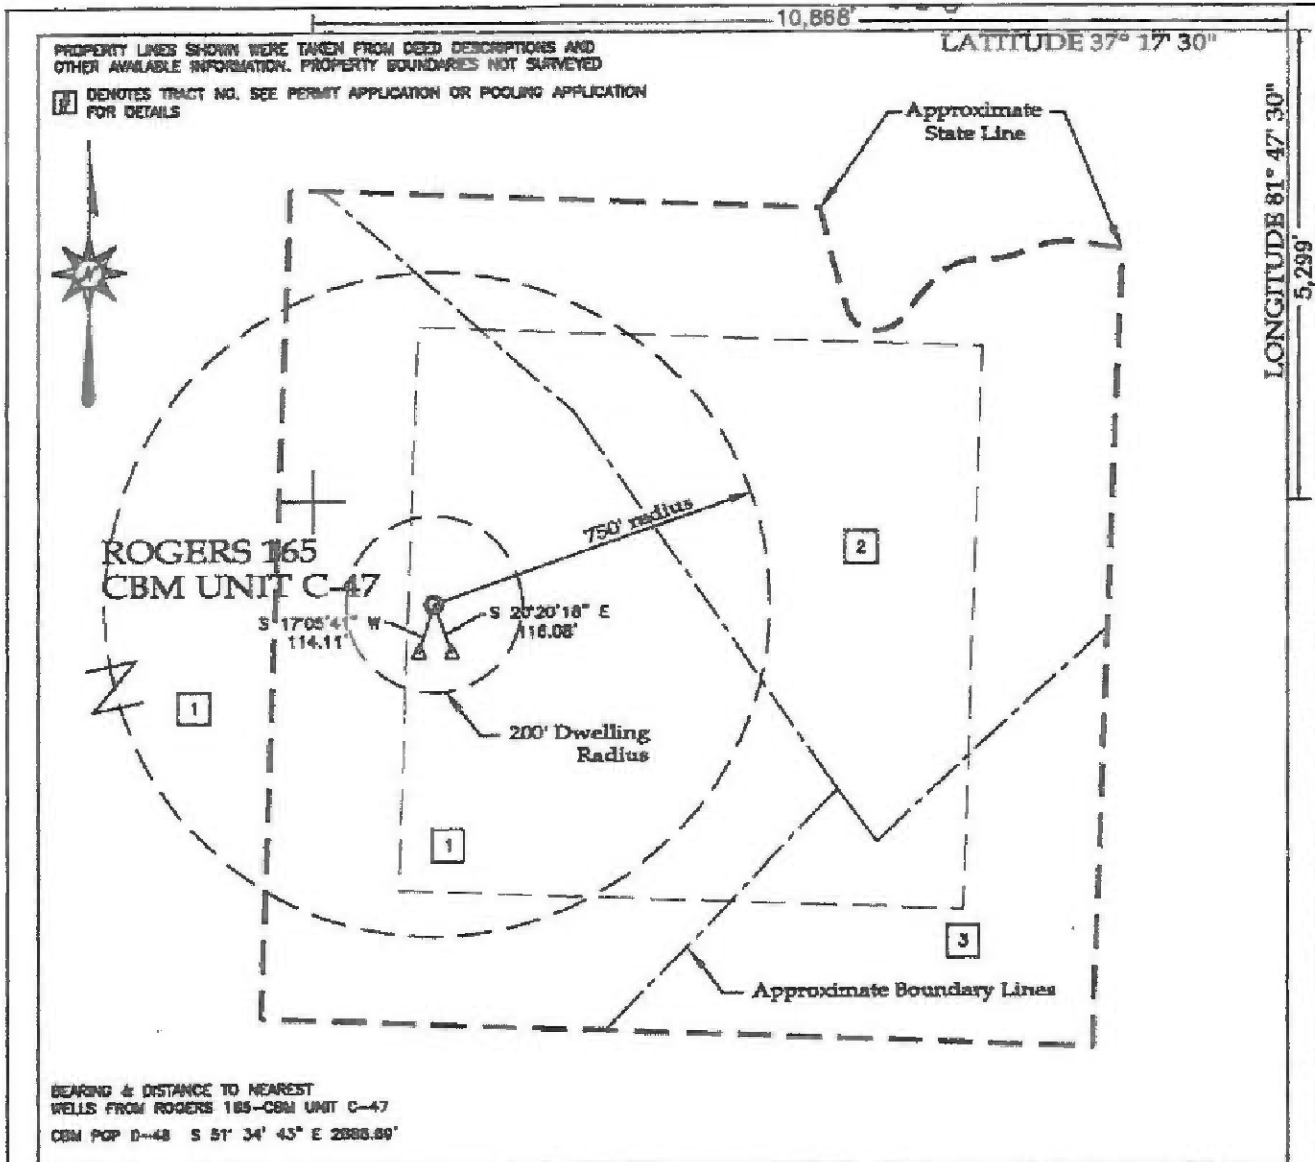 10,868'
LATITUDE 37° 17' 30"
PROPERTY LINES SHOWN WERE TAKEN FROM DEED DESCRIPTIONS AND
OTHER AVAILABLE INFORMATION. PROPERTY BOUNDARIES NOT SURVEYED
DENOTES TRACT NO. SEE PERMIT APPLICATION OR POOLING APPLICATION
FOR DETAILS
Approximate
State Line
LONGITUDE 81° 47' 30"
5,299'
N
750' radius
2
ROGERS 165
CBM UNIT C-47
S 17°05'41" W
114.11'
S 20°20'18" E
116.08'
1
200' Dwelling
Radius
1
3
Approximate Boundary Lines
BEARING & DISTANCE TO NEAREST
WELLS FROM ROGERS 165-CBM UNIT C-47
CBM PGP D-48 S 51° 34' 43" E